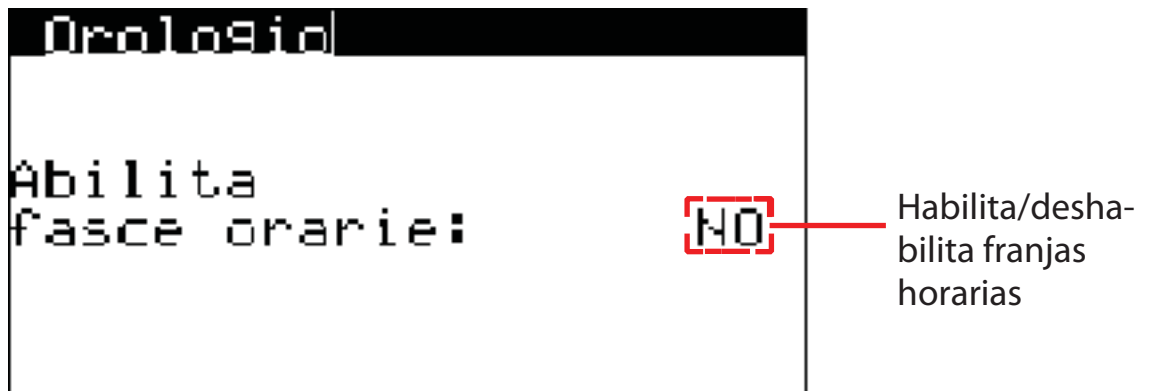 Orologio
Abilita
fasce orarie: NO
Habilita/desha-
bilita franjas
horarias